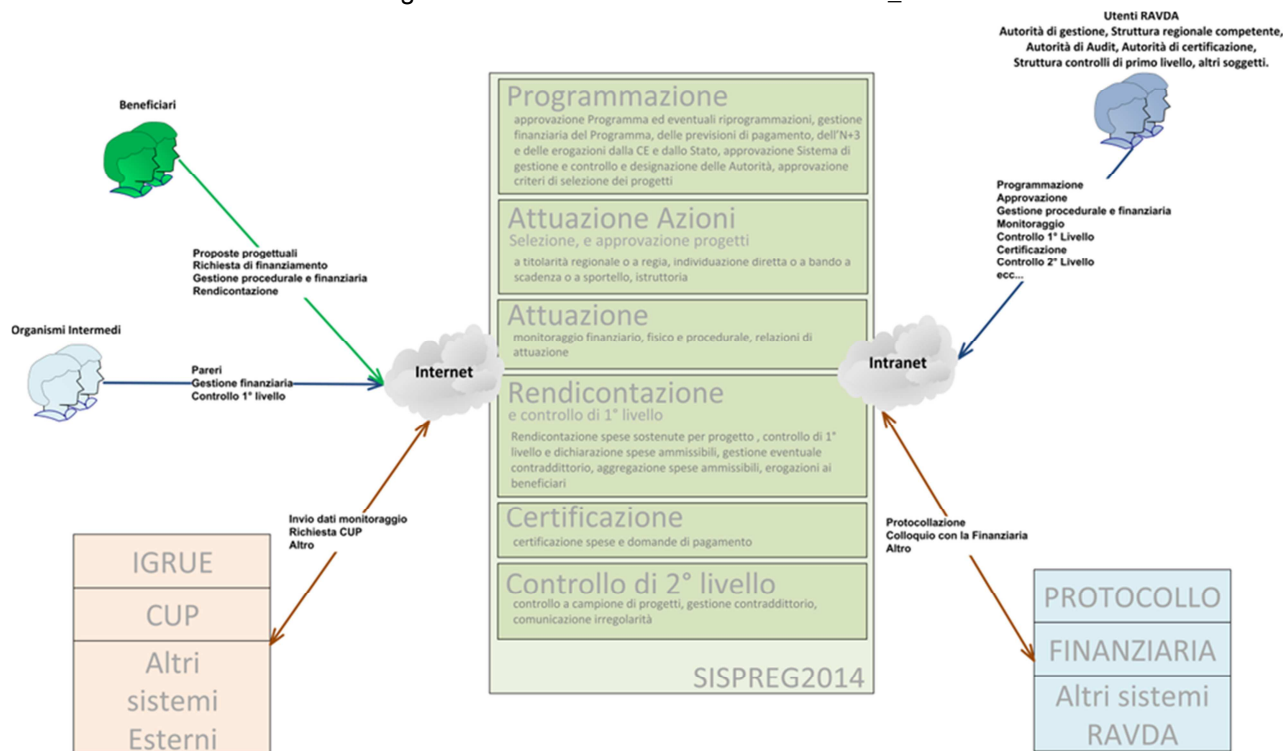 Utenti RAVDA
Autorità di gestione, Struttura regionale competente,
Autorità di Audit, Autorità di certificazione,
Struttura controlli di primo livello, altri soggetti.
Beneficiari
Programmazione
approvazione Programma ed eventuali riprogrammazioni, gestione
finanziaria del Programma, delle previsioni di pagamento, dell'N+3
e delle erogazioni dalla CE e dallo Stato, approvazione Sistema di
gestione e controllo e designazione delle Autorità, approvazione
criteri di selezione dei progetti
Programmazione
Approvazione
Gestione procedurale e finanziaria
Monitoraggio
Controllo 1° Livello
Certificazione
Controllo 2° Livello
ecc...
Attuazione Azioni
Selezione, e approvazione progetti
a titolarità regionale o a regia, individuazione diretta o a bando a
scadenza o a sportello, istruttoria
Proposte progettuali
Richiesta di finanziamento
Gestione procedurale e finanziaria
Rendicontazione
Attuazione
monitoraggio finanziario, fisico e procedurale, relazioni di
attuazione
Organismi Intermedi
Pareri
Gestione finanziaria
Controllo 1° livello
Internet
Intranet
Rendicontazione
e controllo di 1° livello
Rendicontazione spese sostenute per progetto , controllo di 1°
livello e dichiarazione spese ammissibili, gestione eventuale
contraddittorio, aggregazione spese ammissibili, erogazioni ai
beneficiari
Certificazione
certificazione spese e domande di pagamento
Invio dati monitoraggio
Richiesta CUP
Altro
Protocollazione
Colloquio con la Finanziaria
Altro
Controllo di 2° livello
controllo a campione di progetti, gestione contraddittorio,
comunicazione irregolarità
SISPREG2014
IGRUE
CUP
Altri
sistemi
Esterni
PROTOCOLLO
FINANZIARIA
Altri sistemi
RAVDA